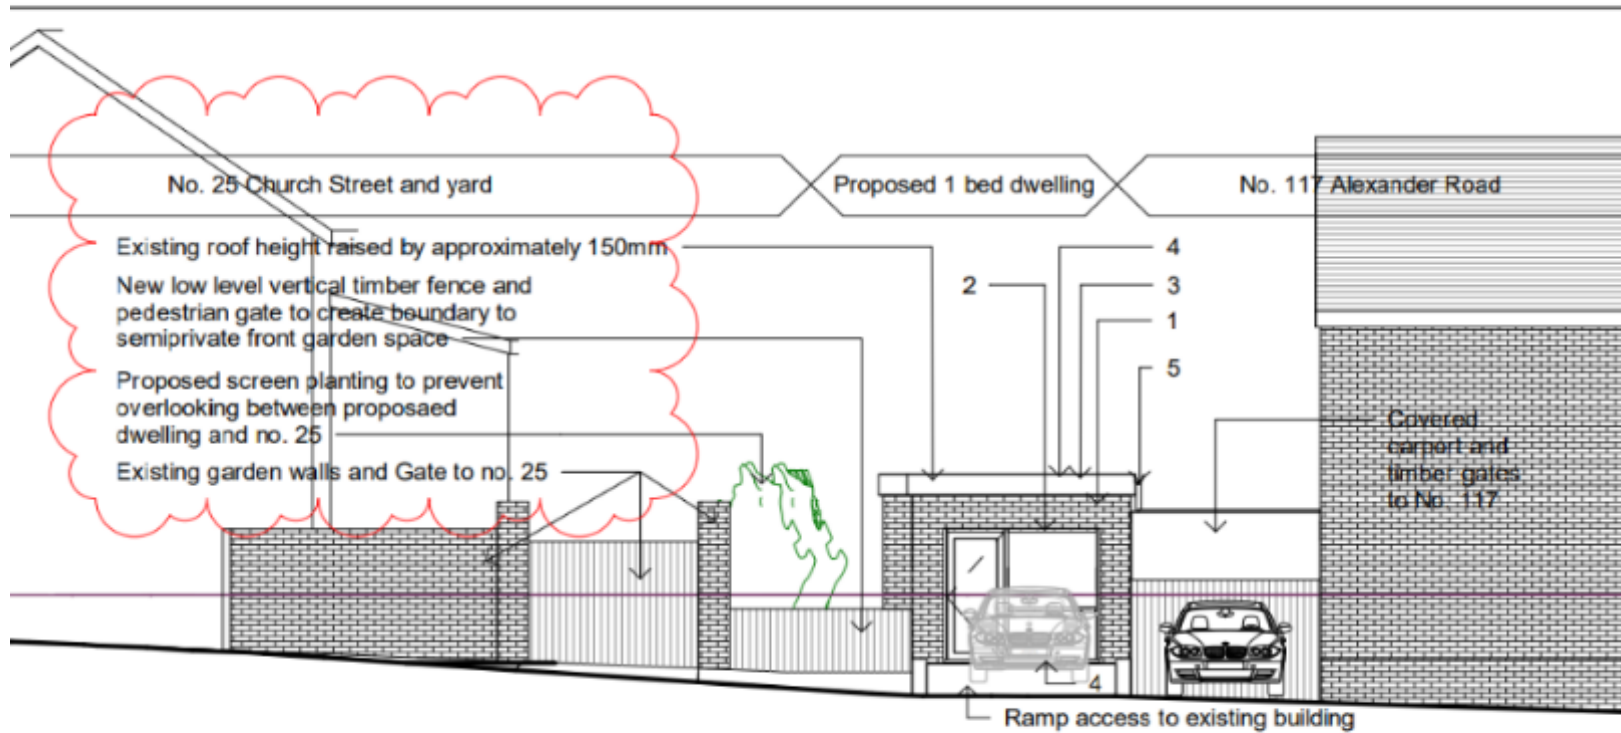 No. 25 Church Street and yard
Proposed 1 bed dwelling
No. 117 Alexander Road
Existing roof height raised by approximately 150mm
4
New low level vertical timber fence and
pedestrian gate to create boundary to
semiprivate front garden space
2
3
1
Proposed screen planting to prevent
overlooking between proposaed
dwelling and no. 25
5
Covered
carport and
timber gates
to No. 117
Existing garden walls and Gate to no. 25
4
Ramp access to existing building